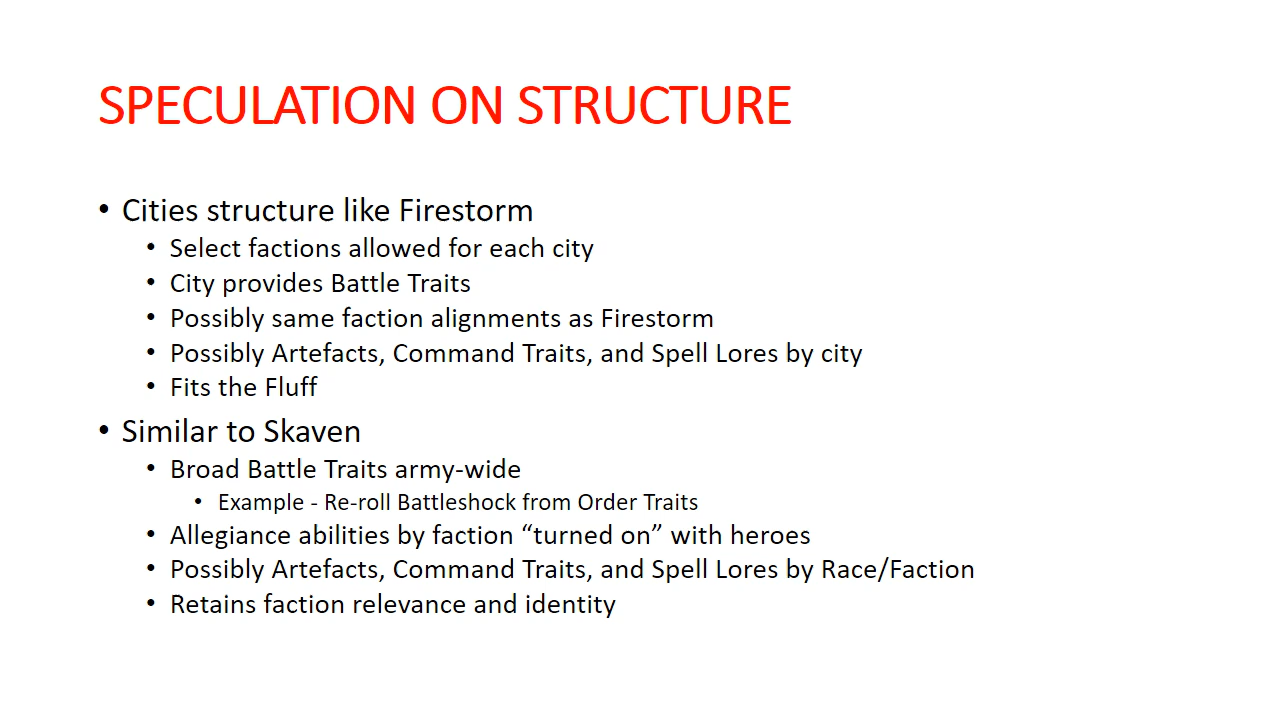 SPECULATION ON STRUCTURE
• Cities structure like Firestorm
• Select factions allowed for each city
• City provides Battle Traits
• Possibly same faction alignments as Firestorm
• Possibly Artefacts, Command Traits, and Spell Lores by city
• Fits the Fluff
• Similar to Skaven
• Broad Battle Traits army-wide
• Example - Re-roll Battleshock from Order Traits
• Allegiance abilities by faction “turned on” with heroes
• Possibly Artefacts, Command Traits, and Spell Lores by Race/Faction
• Retains faction relevance and identity